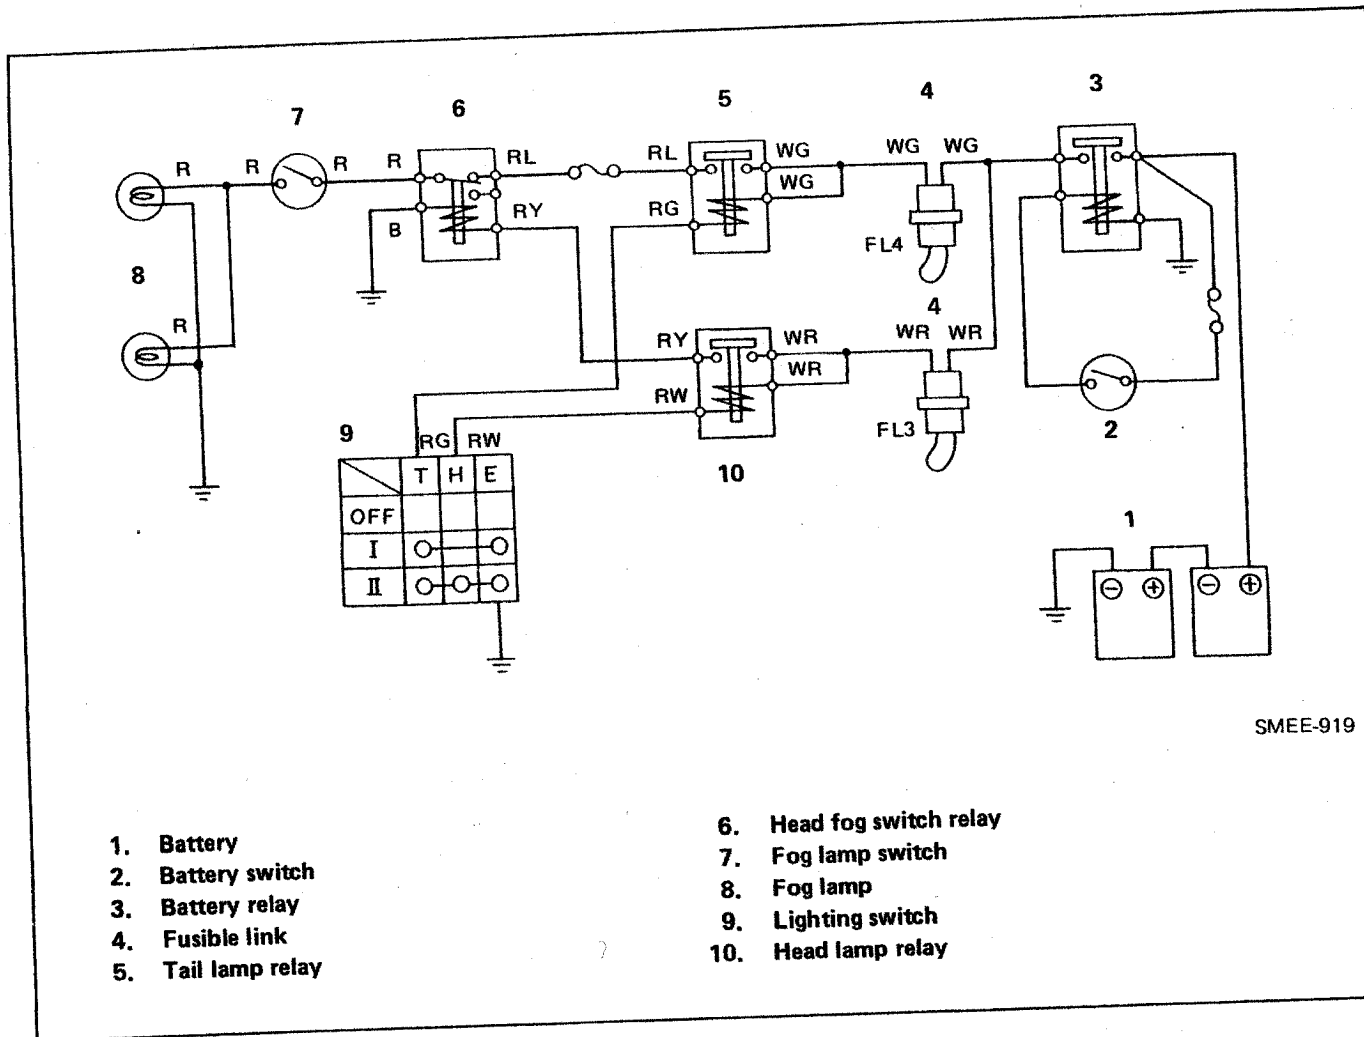 7 6 5 4 3
R R R R RL RL WG WG WG
WG
B RY RG FL4
8
4
R RY WR WR WR
WR
RW FL3 2
9 RG RW
10
T H E
OFF
I
II
1
⊖ ⊕ ⊖ ⊕
SMEE-919
1. Battery
2. Battery switch
3. Battery relay
4. Fusible link
5. Tail lamp relay
6. Head fog switch relay
7. Fog lamp switch
8. Fog lamp
9. Lighting switch
10. Head lamp relay